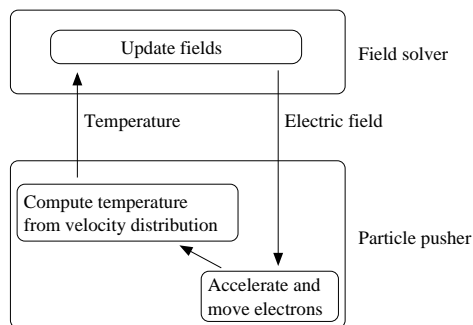 Update fields
Field solver
Temperature
Electric field
Compute temperature
from velocity distribution
Particle pusher
Accelerate and
move electrons